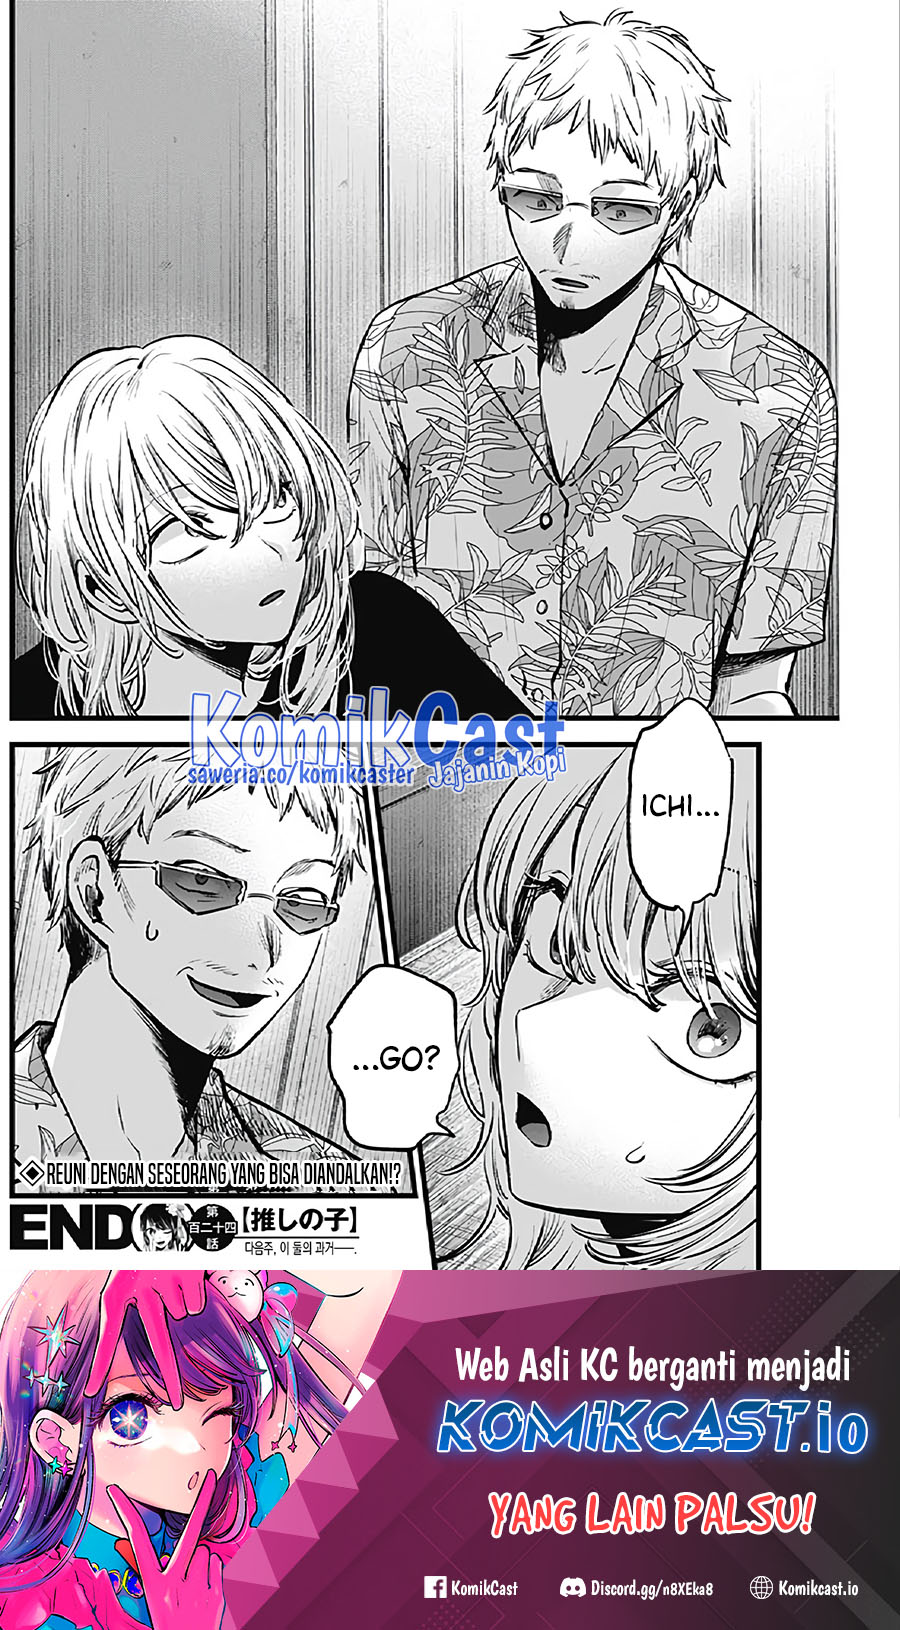 KomikCast
saweria.co/komikcaster Jajanin Kopi
ICHI...
...GO?
REUNI DENGAN SESEORANG YANG BISA DIANDALKAN!?
END 第百二十四話 【推しの子】
다음주, 이 둘의 과거──.
Web Asli KC berganti menjadi
KOMIKCAST.io
YANG LAIN PALSU!
KomikCast Discord.gg/n8XEka8 Komikcast.io